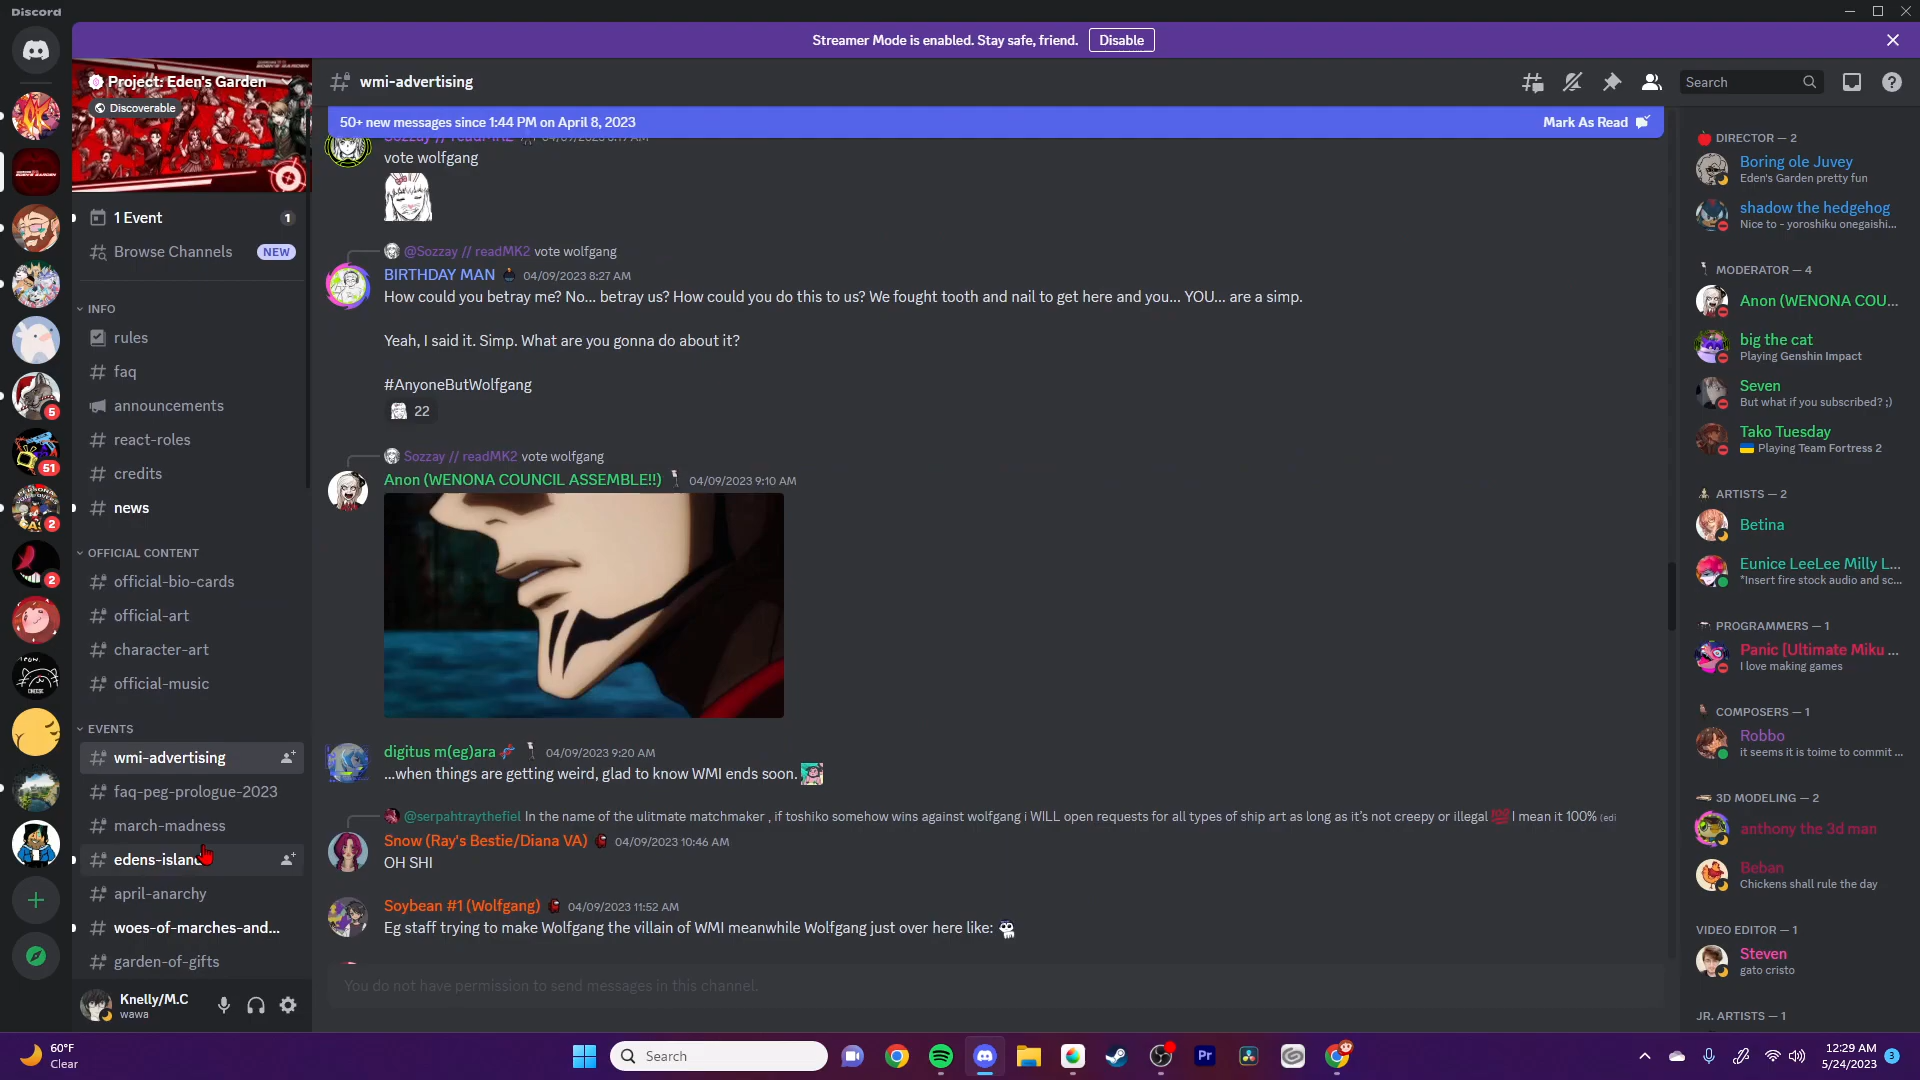 Discord
Streamer Mode is enabled. Stay safe, friend.
Disable
Project: Eden's Garden
Discoverable
1 Event
1
Browse Channels
NEW
INFO
rules
faq
announcements
react-roles
credits
news
OFFICIAL CONTENT
official-bio-cards
official-art
character-art
official-music
EVENTS
wmi-advertising
faq-peg-prologue-2023
march-madness
edens-island
april-anarchy
woes-of-marches-and...
garden-of-gifts
Knelly/M.C
wawa
5
51
2
2
wmi-advertising
Search
50+ new messages since 1:44 PM on April 8, 2023
Mark As Read
Sozzay // readMK2 04/09/2023 8:19 AM
vote wolfgang
@Sozzay // readMK2 vote wolfgang
BIRTHDAY MAN 04/09/2023 8:27 AM
How could you betray me? No... betray us? How could you do this to us? We fought tooth and nail to get here and you... YOU... are a simp.
Yeah, I said it. Simp. What are you gonna do about it?
#AnyoneButWolfgang
22
Sozzay // readMK2 vote wolfgang
Anon (WENONA COUNCIL ASSEMBLE!!) 04/09/2023 9:10 AM
digitus m(eg)ara 04/09/2023 9:20 AM
...when things are getting weird, glad to know WMI ends soon.
@serpahtraythefiel In the name of the ulitmate matchmaker , if toshiko somehow wins against wolfgang i WILL open requests for all types of ship art as long as it's not creepy or illegal 💯 I mean it 100% (edi
Snow (Ray's Bestie/Diana VA) 04/09/2023 10:46 AM
OH SHI
Soybean #1 (Wolfgang) 04/09/2023 11:52 AM
Eg staff trying to make Wolfgang the villain of WMI meanwhile Wolfgang just over here like:
You do not have permission to send messages in this channel.
DIRECTOR — 2
Boring ole Juvey
Eden's Garden pretty fun
shadow the hedgehog
Nice to - yoroshiku onegaishi...
MODERATOR — 4
Anon (WENONA COU...
big the cat
Playing Genshin Impact
Seven
But what if you subscribed? ;)
Tako Tuesday
Playing Team Fortress 2
ARTISTS — 2
Betina
Eunice LeeLee Milly L...
*Insert fire stock audio and sc...
PROGRAMMERS — 1
Panic [Ultimate Miku ...
I love making games
COMPOSERS — 1
Robbo
it seems it is toime to commit ...
3D MODELING — 2
anthony the 3d man
Beban
Chickens shall rule the day
VIDEO EDITOR — 1
Steven
gato cristo
JR. ARTISTS — 1
60°F
Clear
Search
Pr
12:29 AM
5/24/2023
3